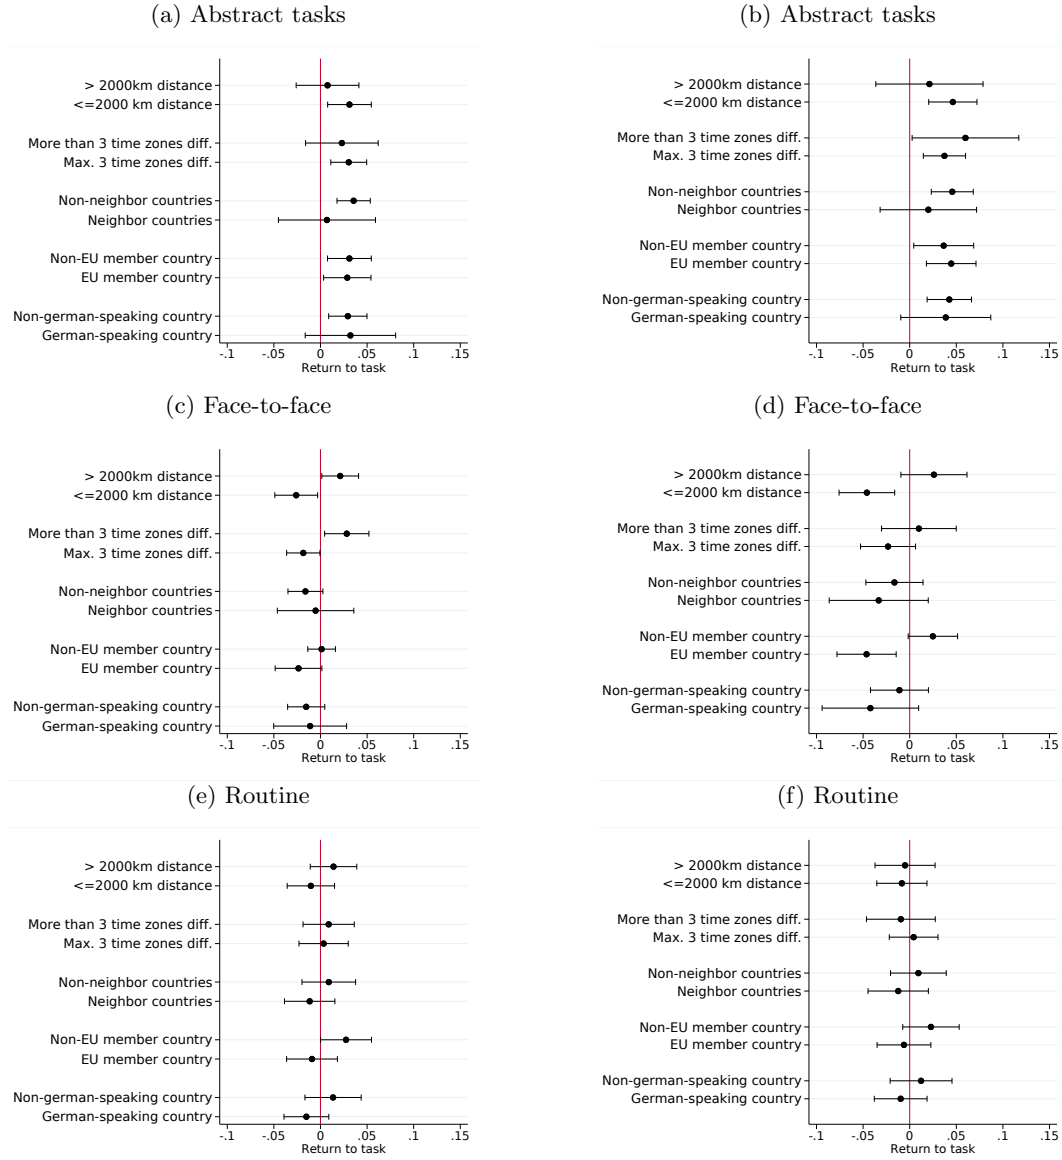 (a) Abstract tasks
> 2000km distance
<=2000 km distance
More than 3 time zones diff.
Max. 3 time zones diff.
Non-neighbor countries
Neighbor countries
Non-EU member country
EU member country
Non-german-speaking country
German-speaking country
-.1 -.05 0 .05 .1 .15
Return to task
(b) Abstract tasks
> 2000km distance
<=2000 km distance
More than 3 time zones diff.
Max. 3 time zones diff.
Non-neighbor countries
Neighbor countries
Non-EU member country
EU member country
Non-german-speaking country
German-speaking country
-.1 -.05 0 .05 .1 .15
Return to task
(c) Face-to-face
> 2000km distance
<=2000 km distance
More than 3 time zones diff.
Max. 3 time zones diff.
Non-neighbor countries
Neighbor countries
Non-EU member country
EU member country
Non-german-speaking country
German-speaking country
-.1 -.05 0 .05 .1 .15
Return to task
(d) Face-to-face
> 2000km distance
<=2000 km distance
More than 3 time zones diff.
Max. 3 time zones diff.
Non-neighbor countries
Neighbor countries
Non-EU member country
EU member country
Non-german-speaking country
German-speaking country
-.1 -.05 0 .05 .1 .15
Return to task
(e) Routine
> 2000km distance
<=2000 km distance
More than 3 time zones diff.
Max. 3 time zones diff.
Non-neighbor countries
Neighbor countries
Non-EU member country
EU member country
Non-german-speaking country
German-speaking country
-.1 -.05 0 .05 .1 .15
Return to task
(f) Routine
> 2000km distance
<=2000 km distance
More than 3 time zones diff.
Max. 3 time zones diff.
Non-neighbor countries
Neighbor countries
Non-EU member country
EU member country
Non-german-speaking country
German-speaking country
-.1 -.05 0 .05 .1 .15
Return to task